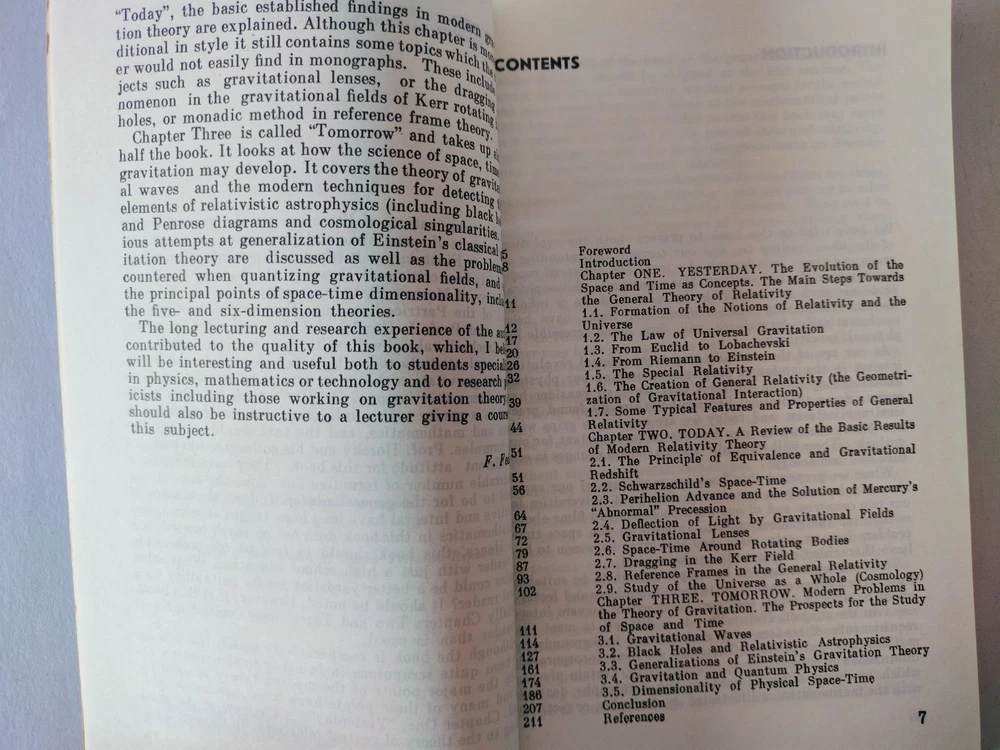 "Today", the basic established findings in modern
tion theory are explained. Although this chapter is
ditional in style it still contains some topics which
er would not easily find in monographs. These
jects such as gravitational lenses, or the dragging
nomenon in the gravitational fields of Kerr rotating
holes, or monadic method in reference frame theory.
Chapter Three is called "Tomorrow" and takes up
half the book. It looks at how the science of space,
gravitation may develop. It covers the theory of
al waves and the modern techniques for detecting
elements of relativistic astrophysics (including black
and Penrose diagrams and cosmological singularities.
ious attempts at generalization of Einstein's classical
itation theory are discussed as well as the
countered when quantizing gravitational fields, and
the principal points of space-time dimensionality,
the five- and six-dimension theories.
The long lecturing and research experience of the
contributed to the quality of this book, which, I
will be interesting and useful both to students
in physics, mathematics or technology and to research
icists including those working on gravitation theory
should also be instructive to a lecturer giving a
this subject.
F.
CONTENTS
5 Foreword
8 Introduction
Chapter ONE. YESTERDAY. The Evolution of the
Space and Time as Concepts. The Main Steps Towards
11 the General Theory of Relativity
1.1. Formation of the Notions of Relativity and the
12 Universe
17 1.2. The Law of Universal Gravitation
20 1.3. From Euclid to Lobachevski
26 1.4. From Riemann to Einstein
32 1.5. The Special Relativity
1.6. The Creation of General Relativity (the Geometri-
39 zation of Gravitational Interaction)
1.7. Some Typical Features and Properties of General
44 Relativity
Chapter TWO. TODAY. A Review of the Basic Results
51 of Modern Relativity Theory
2.1. The Principle of Equivalence and Gravitational
51 Redshift
56 2.2. Schwarzschild's Space-Time
2.3. Perihelion Advance and the Solution of Mercury's
64 "Abnormal" Precession
67 2.4. Deflection of Light by Gravitational Fields
72 2.5. Gravitational Lenses
79 2.6. Space-Time Around Rotating Bodies
87 2.7. Dragging in the Kerr Field
93 2.8. Reference Frames in the General Relativity
102 2.9. Study of the Universe as a Whole (Cosmology)
Chapter THREE. TOMORROW. Modern Problems in
the Theory of Gravitation. The Prospects for the Study
111 of Space and Time
114 3.1. Gravitational Waves
127 3.2. Black Holes and Relativistic Astrophysics
161 3.3. Generalizations of Einstein's Gravitation Theory
174 3.4. Gravitation and Quantum Physics
186 3.5. Dimensionality of Physical Space-Time
207 Conclusion
211 References
7